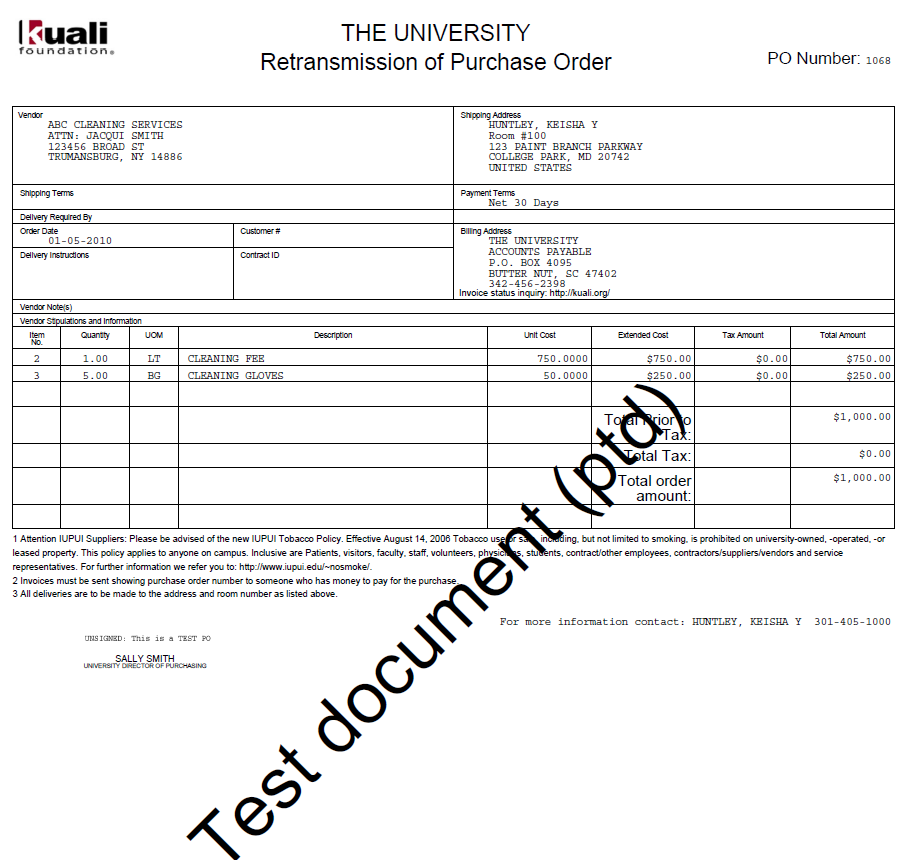 kuali
foundation®
THE UNIVERSITY
Retransmission of Purchase Order
PO Number: 1068
Vendor
ABC CLEANING SERVICES
ATTN: JACQUI SMITH
123456 BROAD ST
TRUMANSBURG, NY 14886
Shipping Address
HUNTLEY, KEISHA Y
Room #100
123 PAINT BRANCH PARKWAY
COLLEGE PARK, MD 20742
UNITED STATES
Shipping Terms
Payment Terms
Net 30 Days
Delivery Required By
Order Date
01-05-2010
Customer #
Delivery Instructions
Contract ID
Billing Address
THE UNIVERSITY
ACCOUNTS PAYABLE
P.O. BOX 4095
BUTTER NUT, SC 47402
342-456-2398
Invoice status inquiry: http://kuali.org/
Vendor Note(s)
Vendor Stipulations and Information
Item No. Quantity UOM Description Unit Cost Extended Cost Tax Amount Total Amount
2 1.00 LT CLEANING FEE 750.0000 $750.00 $0.00 $750.00
3 5.00 BG CLEANING GLOVES 50.0000 $250.00 $0.00 $250.00
Total Prior to Tax: $1,000.00
Total Tax: $0.00
Total order amount: $1,000.00
1 Attention IUPUI Suppliers: Please be advised of the new IUPUI Tobacco Policy. Effective August 14, 2006 Tobacco use or sale, including, but not limited to smoking, is prohibited on university-owned, -operated, -or
leased property. This policy applies to anyone on campus. Inclusive are Patients, visitors, faculty, staff, volunteers, physicians, students, contract/other employees, contractors/suppliers/vendors and service
representatives. For further information we refer you to: http://www.iupui.edu/~nosmoke/.
2 Invoices must be sent showing purchase order number to someone who has money to pay for the purchase.
3 All deliveries are to be made to the address and room number as listed above.
For more information contact: HUNTLEY, KEISHA Y 301-405-1000
UNSIGNED: This is a TEST PO
SALLY SMITH
UNIVERSITY DIRECTOR OF PURCHASING
Test document (ptd)